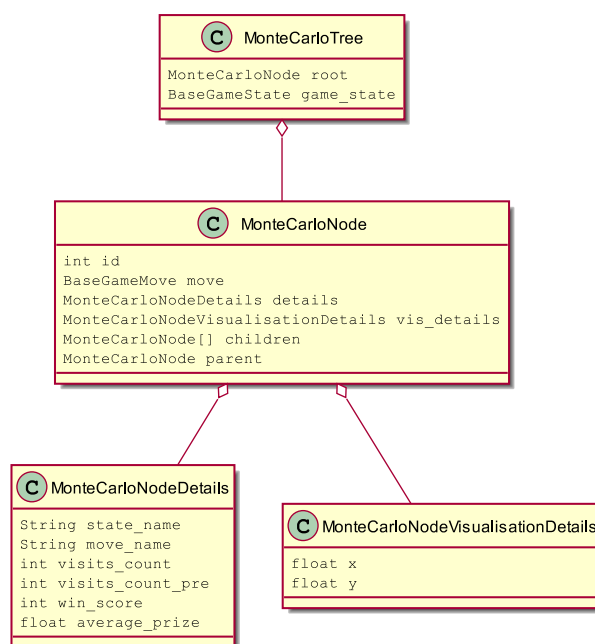 C MonteCarloTree
MonteCarloNode root
BaseGameState game_state
C MonteCarloNode
int id
BaseGameMove move
MonteCarloNodeDetails details
MonteCarloNodeVisualisationDetails vis_details
MonteCarloNode[] children
MonteCarloNode parent
C MonteCarloNodeDetails
String state_name
String move_name
int visits_count
int visits_count_pre
int win_score
float average_prize
C MonteCarloNodeVisualisationDetails
float x
float y